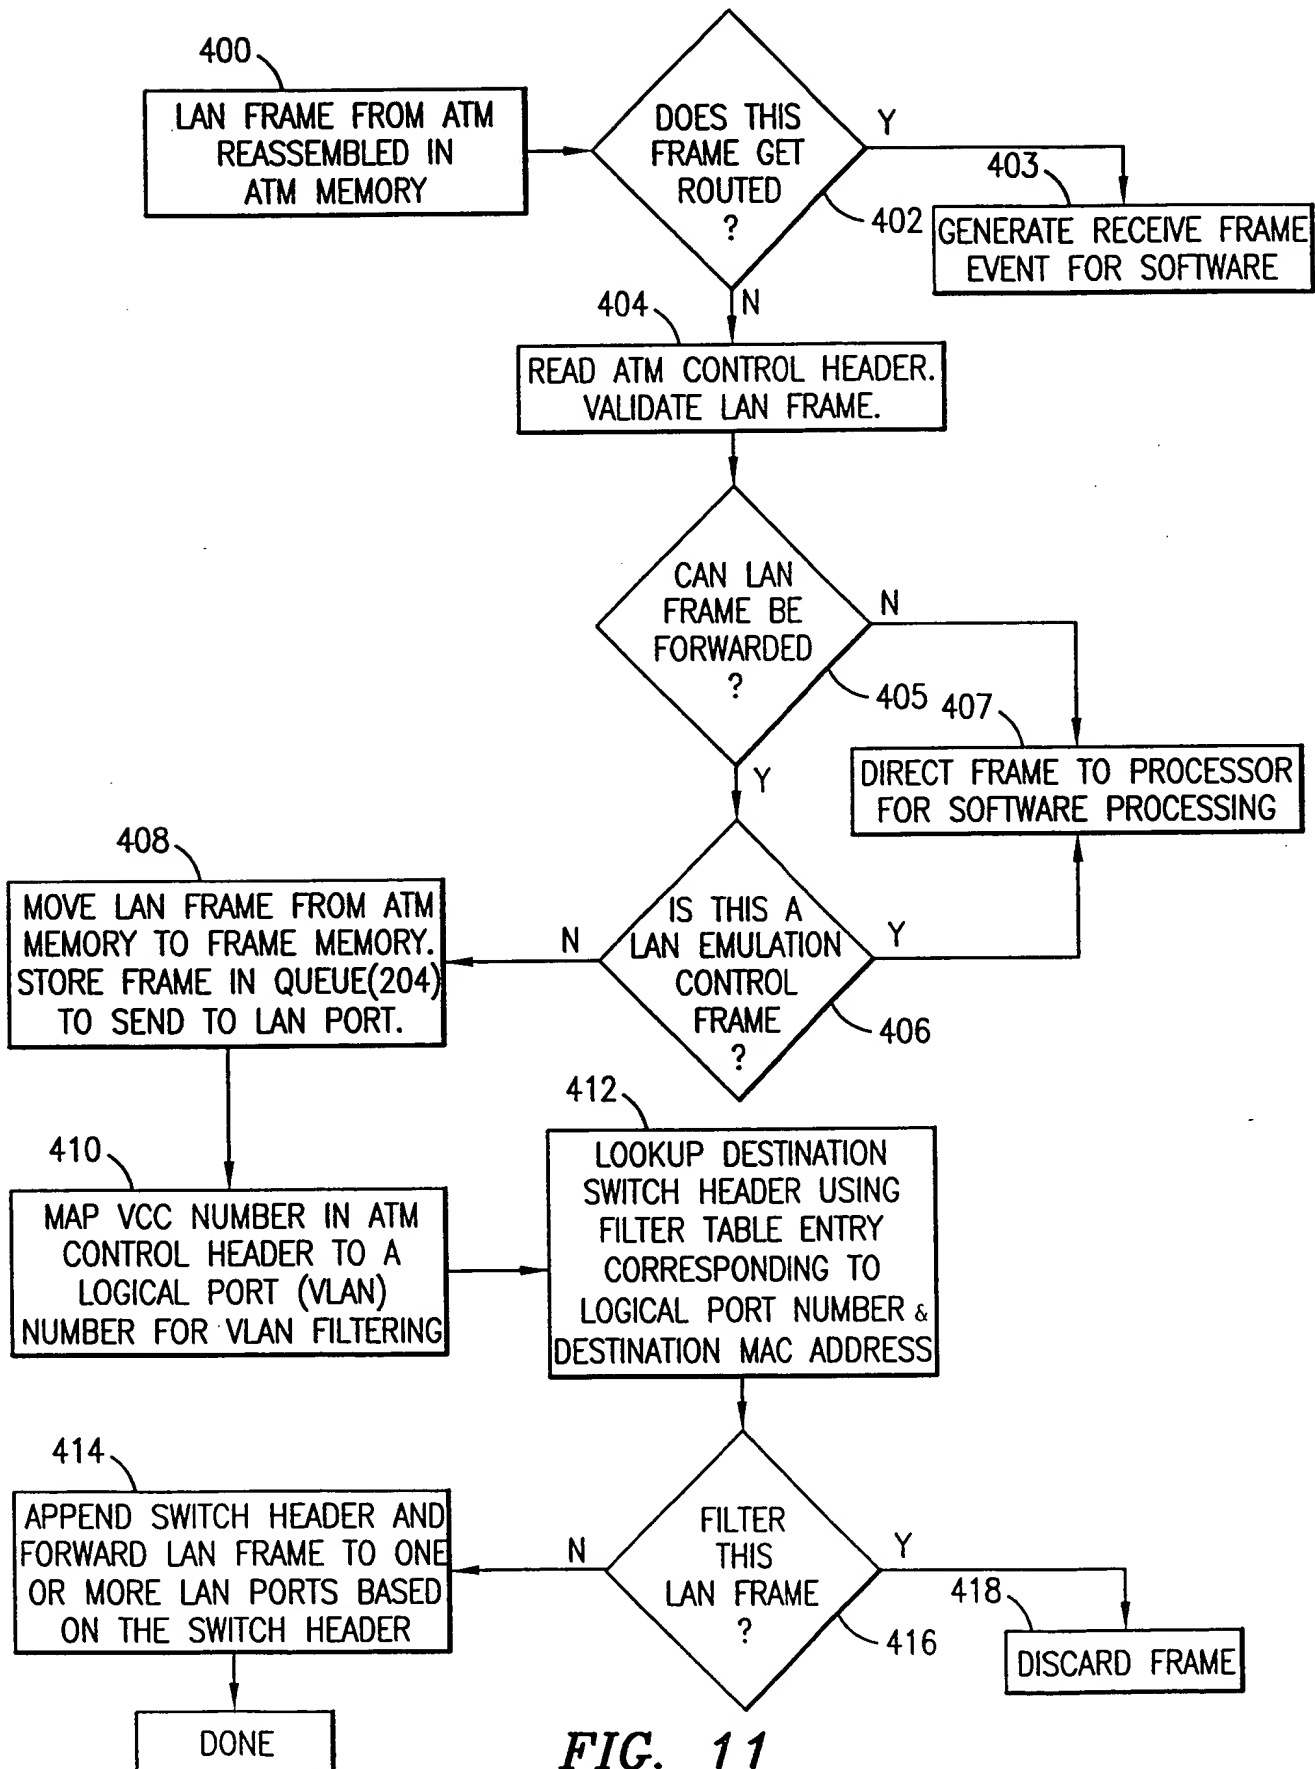 400
LAN FRAME FROM ATM
REASSEMBLED IN
ATM MEMORY
DOES THIS
FRAME GET
ROUTED
?
402
Y
403
GENERATE RECEIVE FRAME
EVENT FOR SOFTWARE
N
404
READ ATM CONTROL HEADER.
VALIDATE LAN FRAME.
CAN LAN
FRAME BE
FORWARDED
?
405
N
407
DIRECT FRAME TO PROCESSOR
FOR SOFTWARE PROCESSING
Y
IS THIS A
LAN EMULATION
CONTROL
FRAME
?
406
Y
N
408
MOVE LAN FRAME FROM ATM
MEMORY TO FRAME MEMORY.
STORE FRAME IN QUEUE(204)
TO SEND TO LAN PORT.
410
MAP VCC NUMBER IN ATM
CONTROL HEADER TO A
LOGICAL PORT (VLAN)
NUMBER FOR VLAN FILTERING
412
LOOKUP DESTINATION
SWITCH HEADER USING
FILTER TABLE ENTRY
CORRESPONDING TO
LOGICAL PORT NUMBER &
DESTINATION MAC ADDRESS
FILTER
THIS
LAN FRAME
?
416
Y
418
DISCARD FRAME
N
414
APPEND SWITCH HEADER AND
FORWARD LAN FRAME TO ONE
OR MORE LAN PORTS BASED
ON THE SWITCH HEADER
DONE
FIG. 11